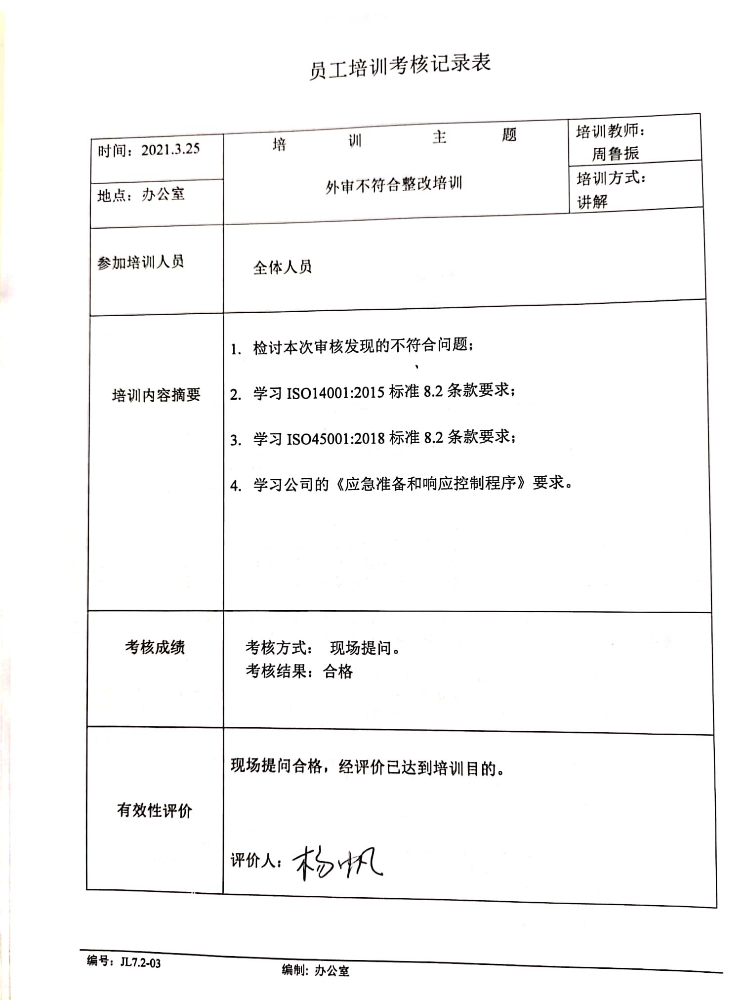 员工培训考核记录表
时间：2021.3.25
培 训 主 题
培训教师：
周鲁振
外审不符合整改培训
培训方式：
讲解
地点：办公室
参加培训人员
全体人员
培训内容摘要
1. 检讨本次审核发现的不符合问题；
2. 学习 ISO14001:2015 标准 8.2 条款要求；
3. 学习 ISO45001:2018 标准 8.2 条款要求；
4. 学习公司的《应急准备和响应控制程序》要求。
考核成绩
考核方式： 现场提问。
考核结果：合格
有效性评价
现场提问合格，经评价已达到培训目的。
评价人：杨帆
编号：JL7.2-03
编制: 办公室